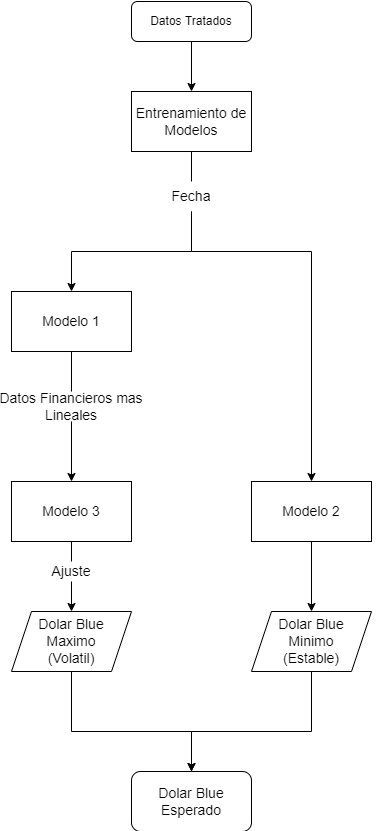 Datos Tratados
Entrenamiento de
Modelos
Fecha
Modelo 1
Datos Financieros mas
Lineales
Modelo 3
Modelo 2
Ajuste
Dolar Blue
Maximo
(Volatil)
Dolar Blue
Minimo
(Estable)
Dolar Blue
Esperado